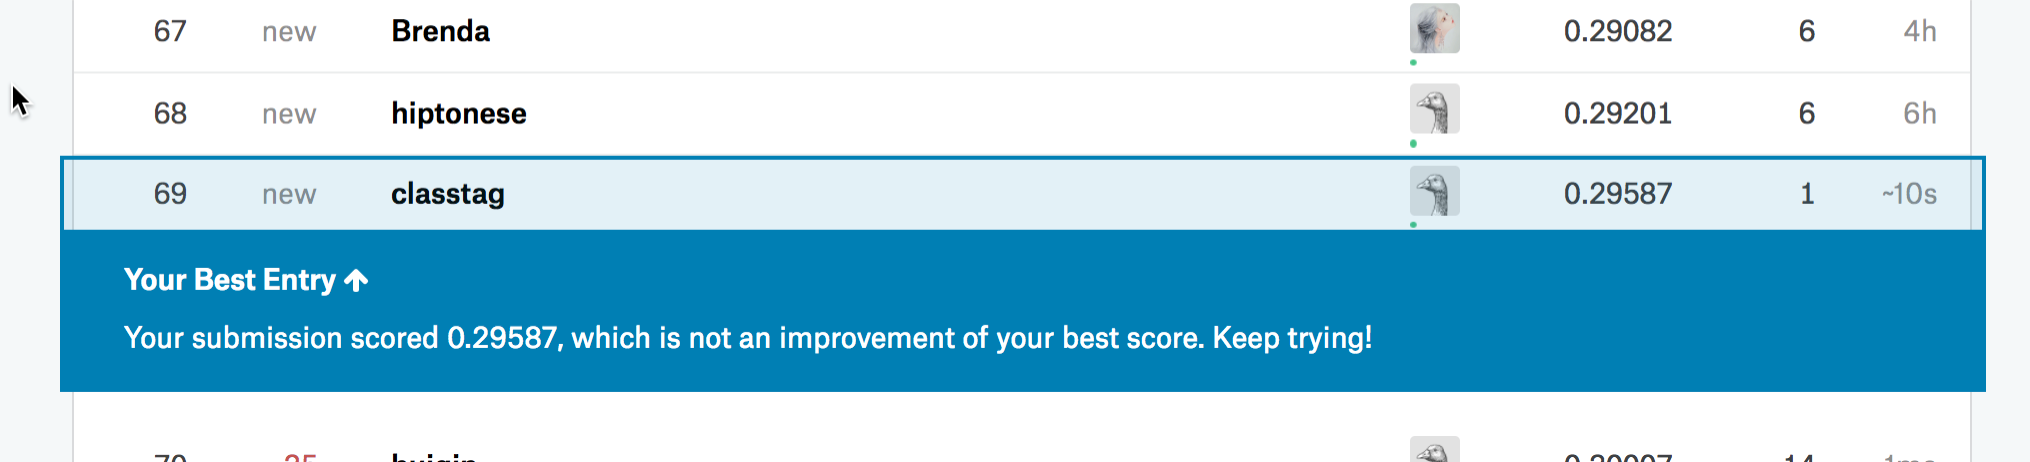 67 new Brenda 0.29082 6 4h
68 new hiptonese 0.29201 6 6h
69 new classtag 0.29587 1 ~10s
Your Best Entry ↑
Your submission scored 0.29587, which is not an improvement of your best score. Keep trying!